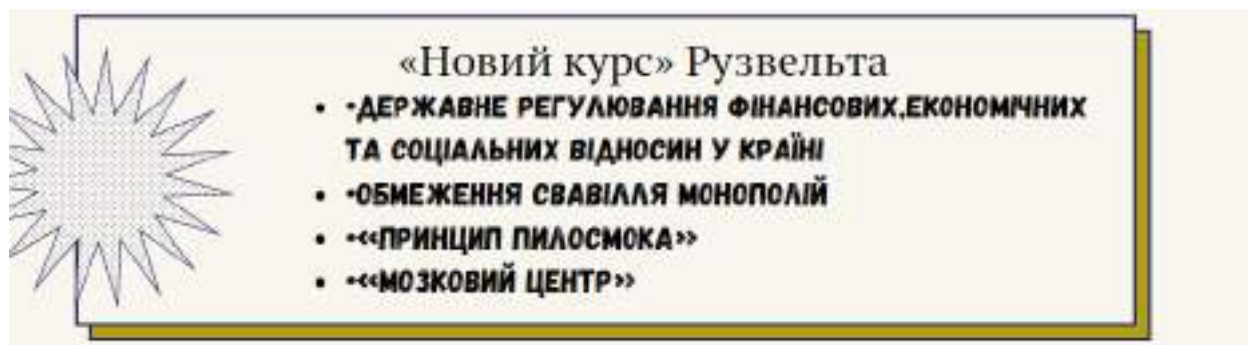 «Новий курс» Рузвельта
• •ДЕРЖАВНЕ РЕГУЛЮВАННЯ ФІНАНСОВИХ,ЕКОНОМІЧНИХ
ТА СОЦІАЛЬНИХ ВІДНОСИН У КРАЇНІ
• •ОБМЕЖЕННЯ СВАВІЛЛЯ МОНОПОЛІЙ
• •«ПРИНЦИП ПИЛОСМОКА»
• •«МОЗКОВИЙ ЦЕНТР»